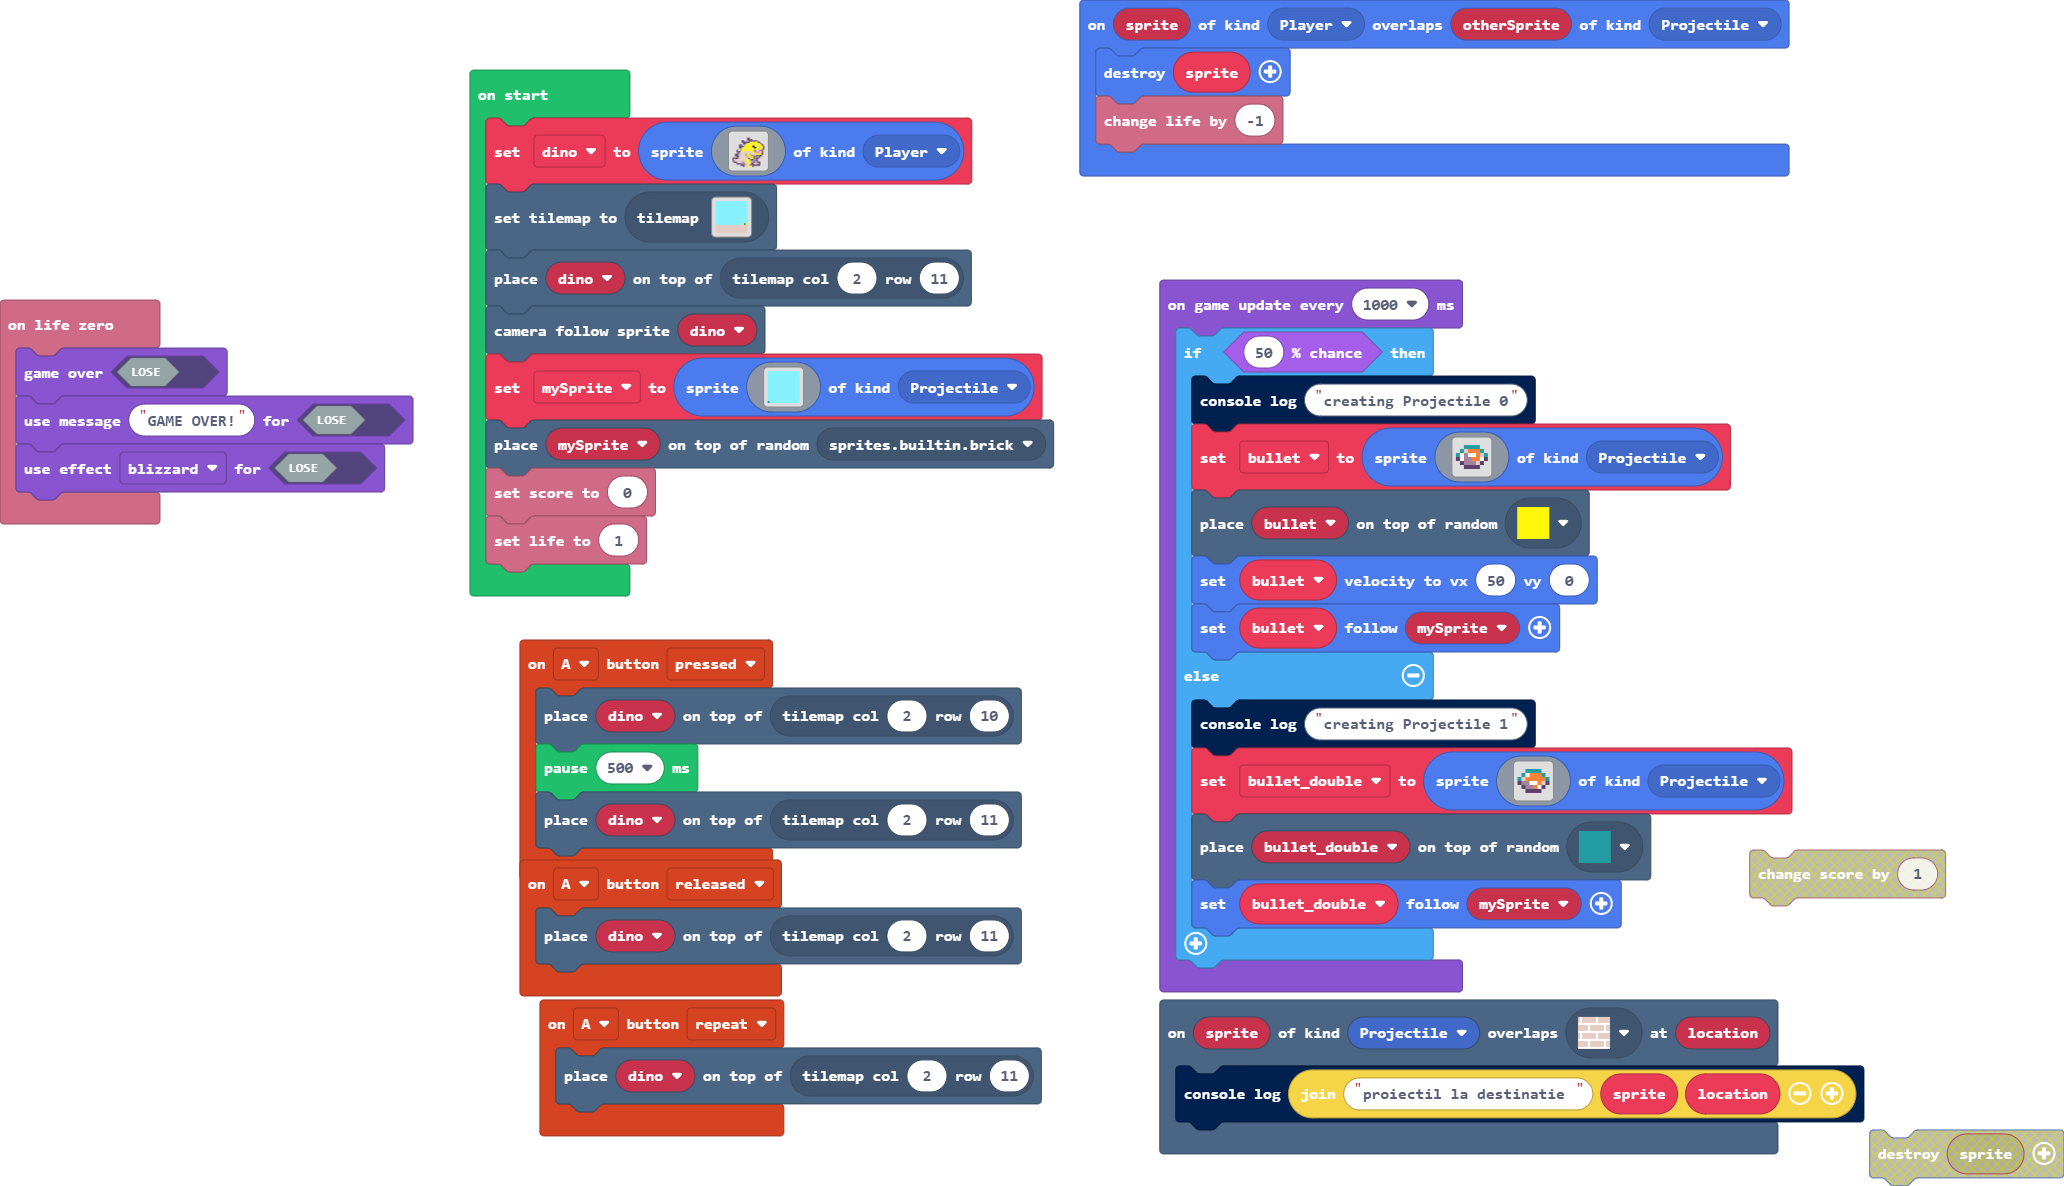 on sprite of kind Player overlaps otherSprite of kind Projectile
destroy sprite
change life by -1
on start
set dino to sprite of kind Player
set tilemap to tilemap
place dino on top of tilemap col 2 row 11
camera follow sprite dino
set mySprite to sprite of kind Projectile
place mySprite on top of random sprites.builtin.brick
set score to 0
set life to 1
on life zero
game over LOSE
use message "GAME OVER!" for LOSE
use effect blizzard for LOSE
on A button pressed
place dino on top of tilemap col 2 row 10
pause 500 ms
place dino on top of tilemap col 2 row 11
on A button released
place dino on top of tilemap col 2 row 11
on A button repeat
place dino on top of tilemap col 2 row 11
on game update every 1000 ms
if 50 % chance then
console log "creating Projectile 0"
set bullet to sprite of kind Projectile
place bullet on top of random
set bullet velocity to vx 50 vy 0
set bullet follow mySprite
else
console log "creating Projectile 1"
set bullet_double to sprite of kind Projectile
place bullet_double on top of random
set bullet_double follow mySprite
change score by 1
on sprite of kind Projectile overlaps at location
console log join "proiectil la destinatie " sprite location
destroy sprite